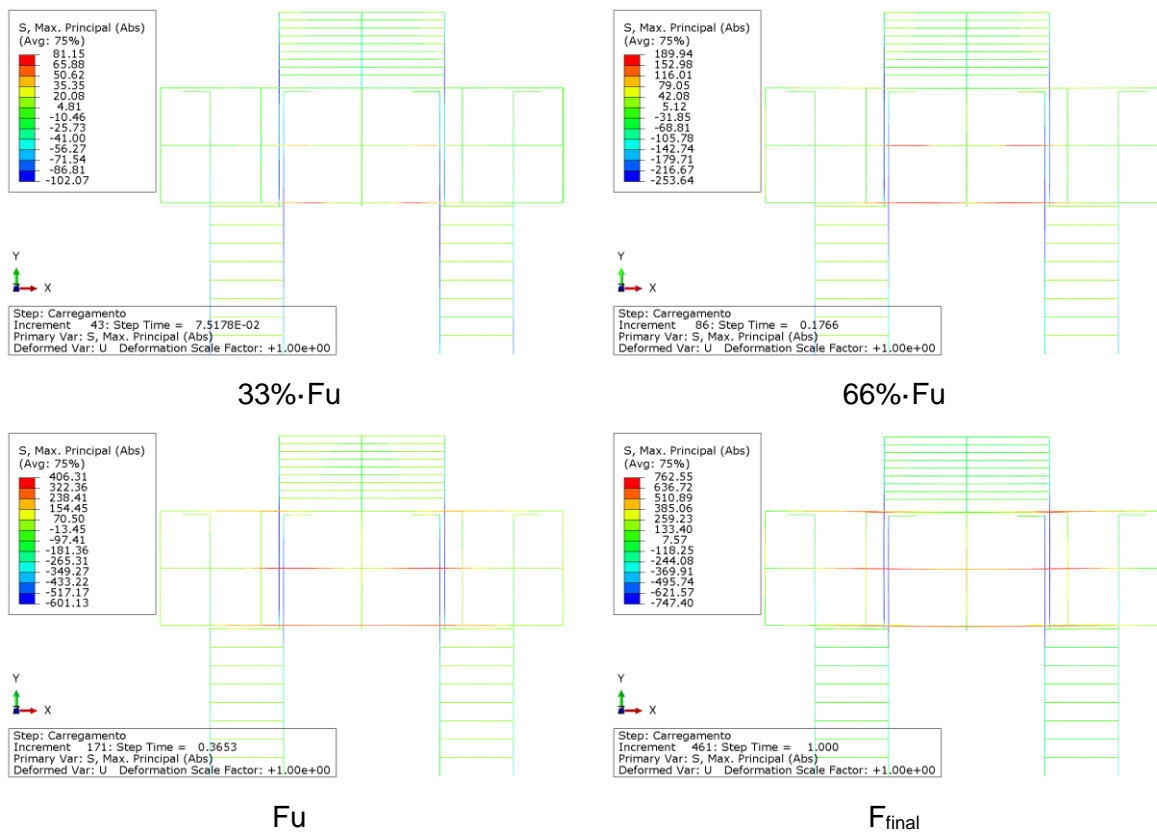 S, Max. Principal (Abs)
(Avg: 75%)
81.15
65.88
50.62
35.35
20.08
4.81
-10.46
-25.73
-41.00
-56.27
-71.54
-86.81
-102.07
Y
Z X
Step: Carregamento
Increment 43: Step Time = 7.5178E-02
Primary Var: S, Max. Principal (Abs)
Deformed Var: U Deformation Scale Factor: +1.00e+00
33%·Fu
S, Max. Principal (Abs)
(Avg: 75%)
189.94
152.98
116.01
79.05
42.08
5.12
-31.85
-68.81
-105.78
-142.74
-179.71
-216.67
-253.64
Y
Z X
Step: Carregamento
Increment 86: Step Time = 0.1766
Primary Var: S, Max. Principal (Abs)
Deformed Var: U Deformation Scale Factor: +1.00e+00
66%·Fu
S, Max. Principal (Abs)
(Avg: 75%)
406.31
322.36
238.41
154.45
70.50
-13.45
-97.41
-181.36
-265.31
-349.27
-433.22
-517.17
-601.13
Y
Z X
Step: Carregamento
Increment 171: Step Time = 0.3653
Primary Var: S, Max. Principal (Abs)
Deformed Var: U Deformation Scale Factor: +1.00e+00
Fu
S, Max. Principal (Abs)
(Avg: 75%)
762.55
636.72
510.89
385.06
259.23
133.40
7.57
-118.25
-244.08
-369.91
-495.74
-621.57
-747.40
Y
Z X
Step: Carregamento
Increment 461: Step Time = 1.000
Primary Var: S, Max. Principal (Abs)
Deformed Var: U Deformation Scale Factor: +1.00e+00
Ffinal